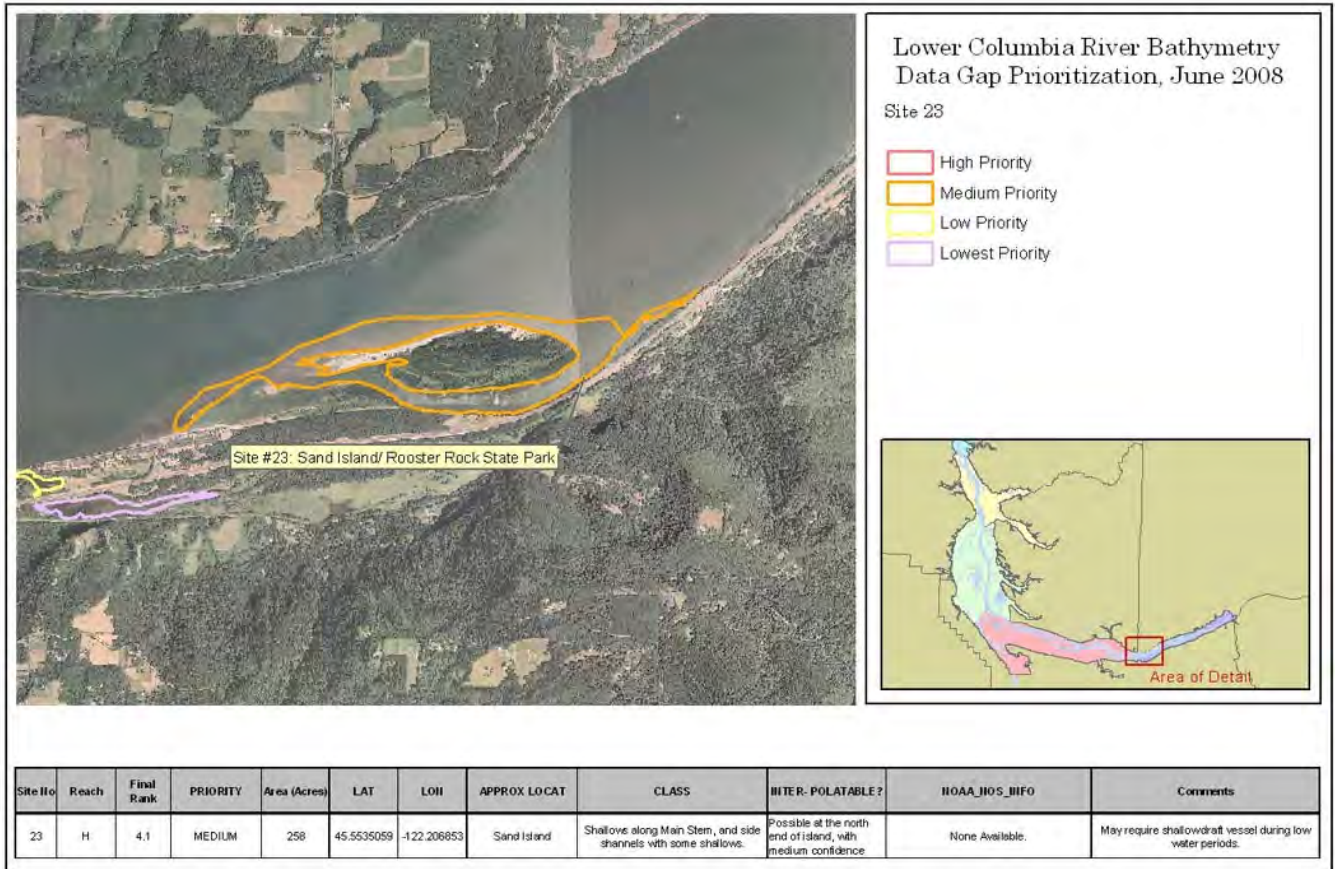 Lower Columbia River Bathymetry
Data Gap Prioritization, June 2008
Site 23
High Priority
Medium Priority
Low Priority
Lowest Priority
Site #23: Sand Island/ Rooster Rock State Park
Area of Detail
Site No Reach Final Rank PRIORITY Area (Acres) LAT LON APPROX LOCAT CLASS INTER- POLATABLE? NOAA_NOS_INFO Comments
23 H 4.1 MEDIUM 258 45.5535059 -122.206853 Sand Island Shallows along Main Stem, and side channels with some shallows. Possible at the north end of island, with medium confidence None Available. May require shallowdraft vessel during low water periods.